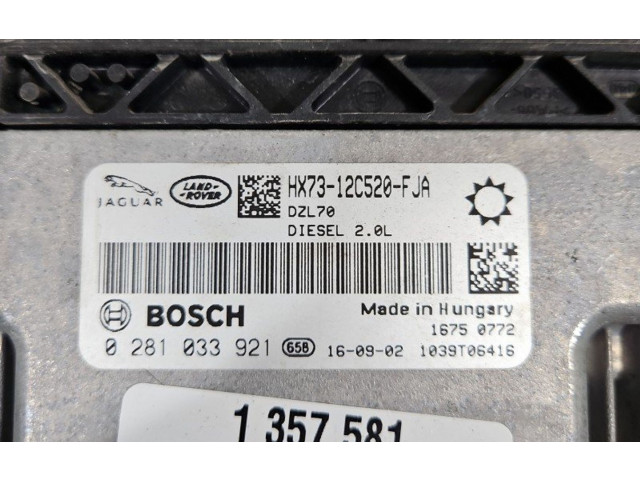 JAGUAR
LAND-
-ROVER
HX73-12C520-FJA
DZL70
DIESEL 2.0L
BOSCH
Made in Hungary
1675 0772
0 281 033 921 G5B 16-09-02 1039T06416
1 357 581